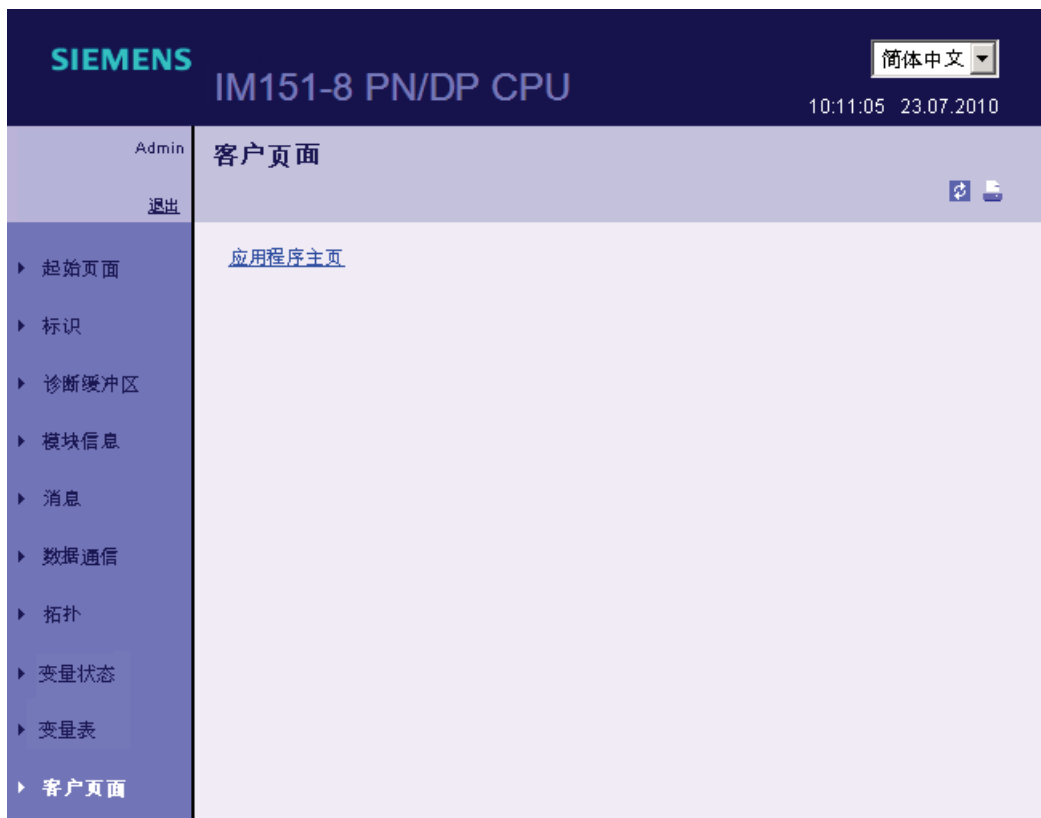 SIEMENS
IM151-8 PN/DP CPU
简体中文
10:11:05 23.07.2010
Admin
退出
客户页面
应用程序主页
起始页面
标识
诊断缓冲区
模块信息
消息
数据通信
拓扑
变量状态
变量表
客户页面